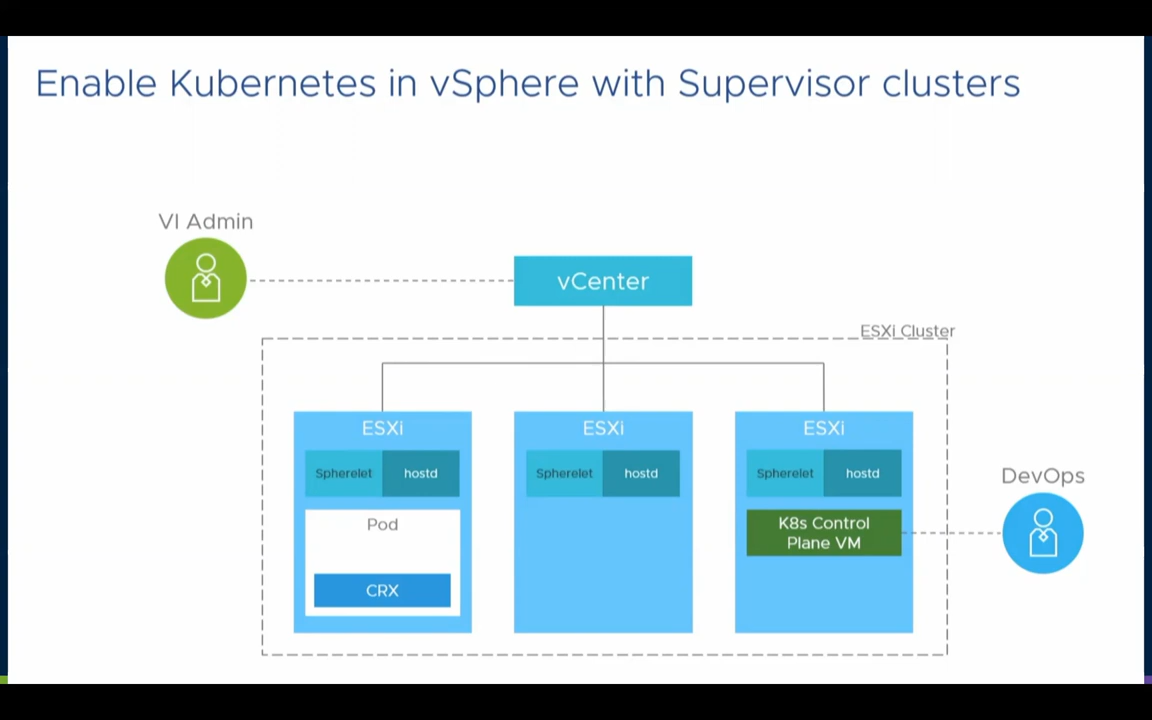 Enable Kubernetes in vSphere with Supervisor clusters
VI Admin
vCenter
ESXi Cluster
ESXi
ESXi
ESXi
Spherelet
hostd
Spherelet
hostd
Spherelet
hostd
DevOps
Pod
K8s Control
Plane VM
CRX